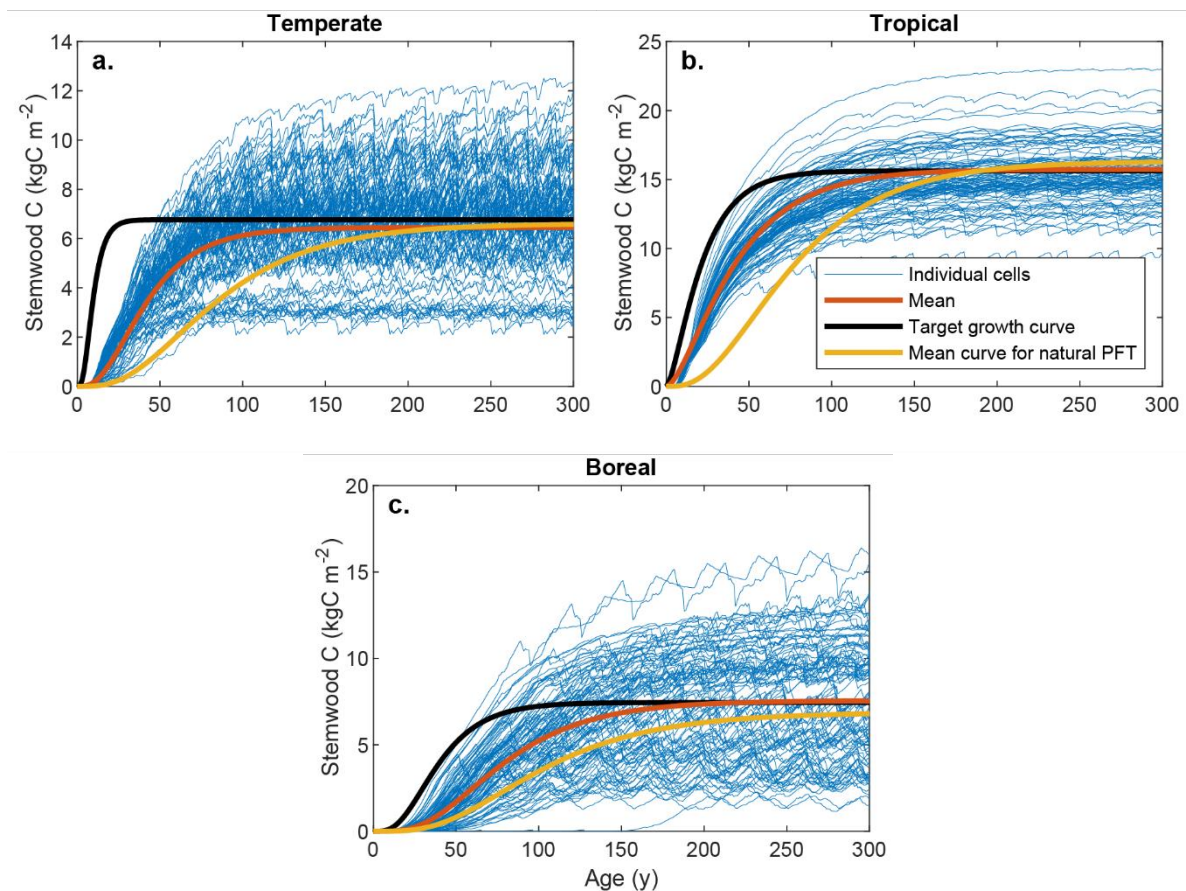 Temperate
a.
Stemwood C (kgC m⁻²)
14
12
10
8
6
4
2
0
0 50 100 150 200 250 300
Tropical
b.
Stemwood C (kgC m⁻²)
25
20
15
10
5
0
Individual cells
Mean
Target growth curve
Mean curve for natural PFT
0 50 100 150 200 250 300
Boreal
c.
Stemwood C (kgC m⁻²)
20
15
10
5
0
0 50 100 150 200 250 300
Age (y)